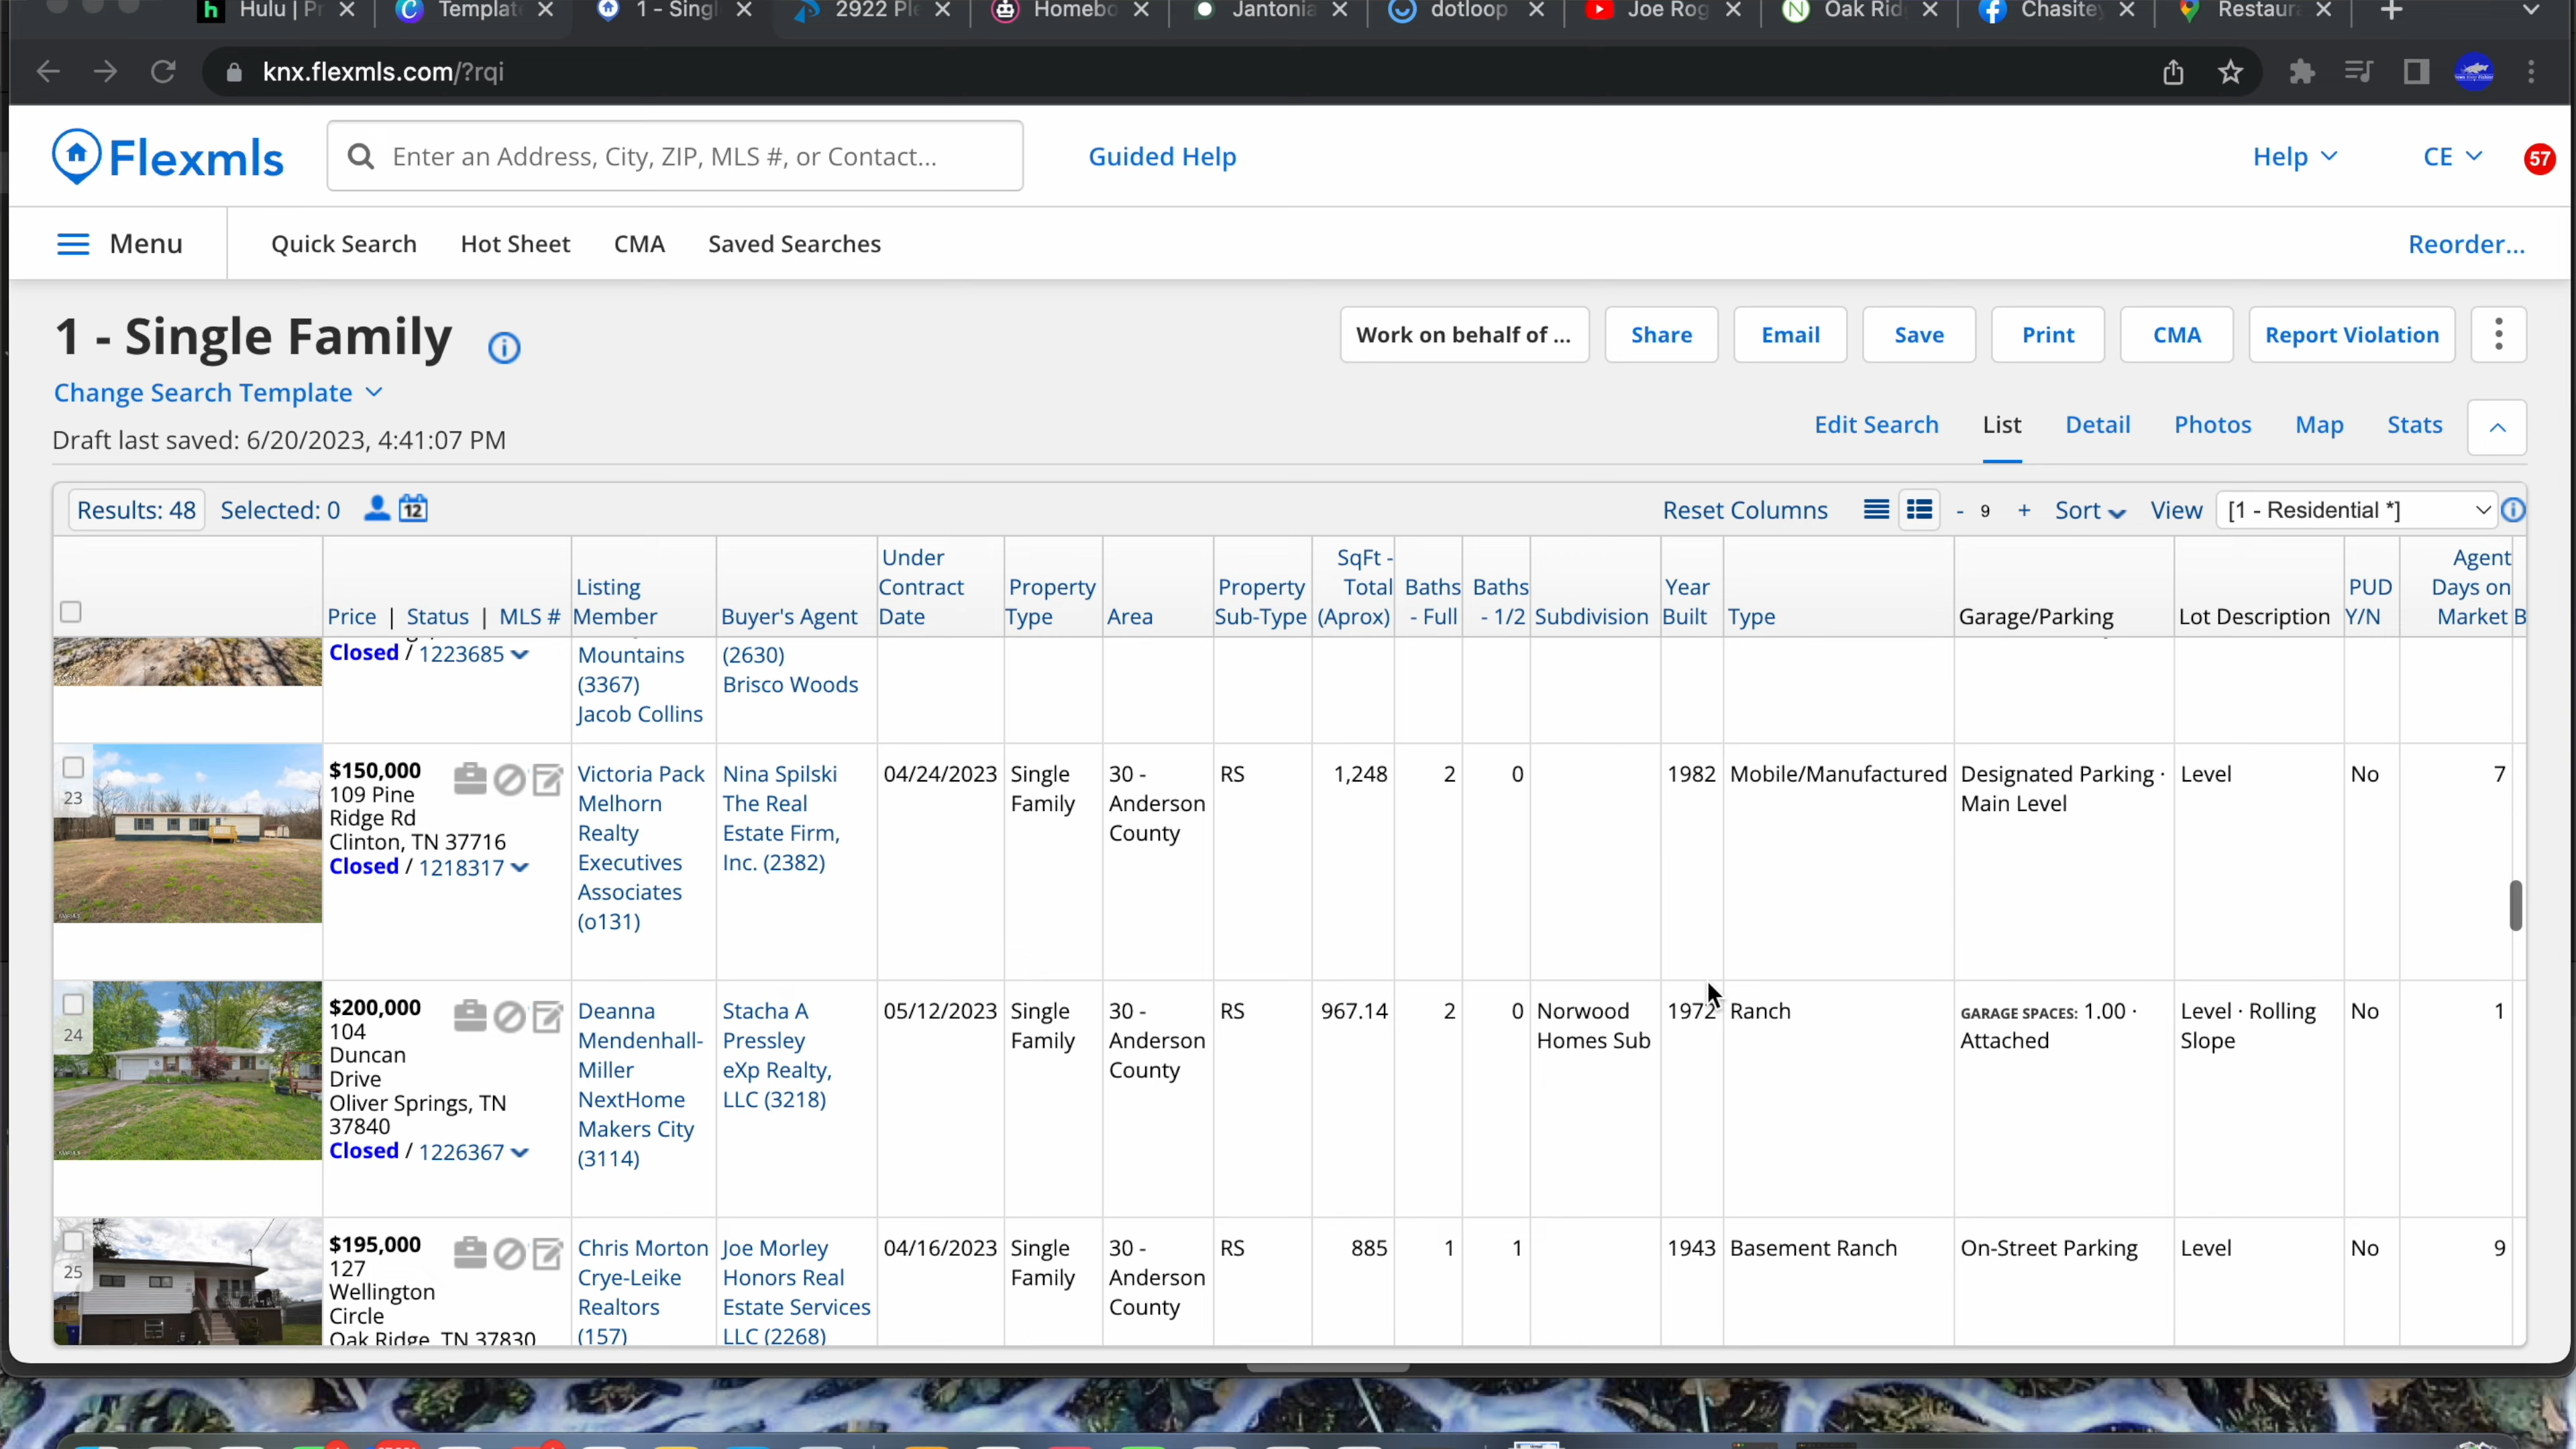 Hulu | Pr
Templat
1 - Singl
2922 Ple
Homebo
Jantonia
dotloop
Joe Rog
Oak Rid
Chasite
Restaur
knx.flexmls.com/?rqi
Flexmls
Enter an Address, City, ZIP, MLS #, or Contact...
Guided Help
Help
CE
57
Menu
Quick Search
Hot Sheet
CMA
Saved Searches
Reorder...
1 - Single Family
Work on behalf of ...
Share
Email
Save
Print
CMA
Report Violation
Change Search Template
Draft last saved: 6/20/2023, 4:41:07 PM
Edit Search
List
Detail
Photos
Map
Stats
Results: 48
Selected: 0
12
Reset Columns
- 9 +
Sort
View
[1 - Residential *]
Price | Status | MLS #
Listing
Member
Buyer's Agent
Under
Contract
Date
Property
Type
Area
Property
Sub-Type
SqFt -
Total
(Aprox)
Baths
- Full
Baths
- 1/2
Subdivision
Year
Built
Type
Garage/Parking
Lot Description
PUD
Y/N
Agent
Days on
Market
B
Closed / 1223685
Mountains
(3367)
Jacob Collins
(2630)
Brisco Woods
23
$150,000
109 Pine
Ridge Rd
Clinton, TN 37716
Closed / 1218317
Victoria Pack
Melhorn
Realty
Executives
Associates
(o131)
Nina Spilski
The Real
Estate Firm,
Inc. (2382)
04/24/2023
Single
Family
30 -
Anderson
County
RS
1,248
2
0
1982
Mobile/Manufactured
Designated Parking ·
Main Level
Level
No
7
24
$200,000
104
Duncan
Drive
Oliver Springs, TN
37840
Closed / 1226367
Deanna
Mendenhall-
Miller
NextHome
Makers City
(3114)
Stacha A
Pressley
eXp Realty,
LLC (3218)
05/12/2023
Single
Family
30 -
Anderson
County
RS
967.14
2
0
Norwood
Homes Sub
1972
Ranch
GARAGE SPACES: 1.00 ·
Attached
Level · Rolling
Slope
No
1
25
$195,000
127
Wellington
Circle
Oak Ridge, TN 37830
Chris Morton
Crye-Leike
Realtors
(157)
Joe Morley
Honors Real
Estate Services
LLC (2268)
04/16/2023
Single
Family
30 -
Anderson
County
RS
885
1
1
1943
Basement Ranch
On-Street Parking
Level
No
9